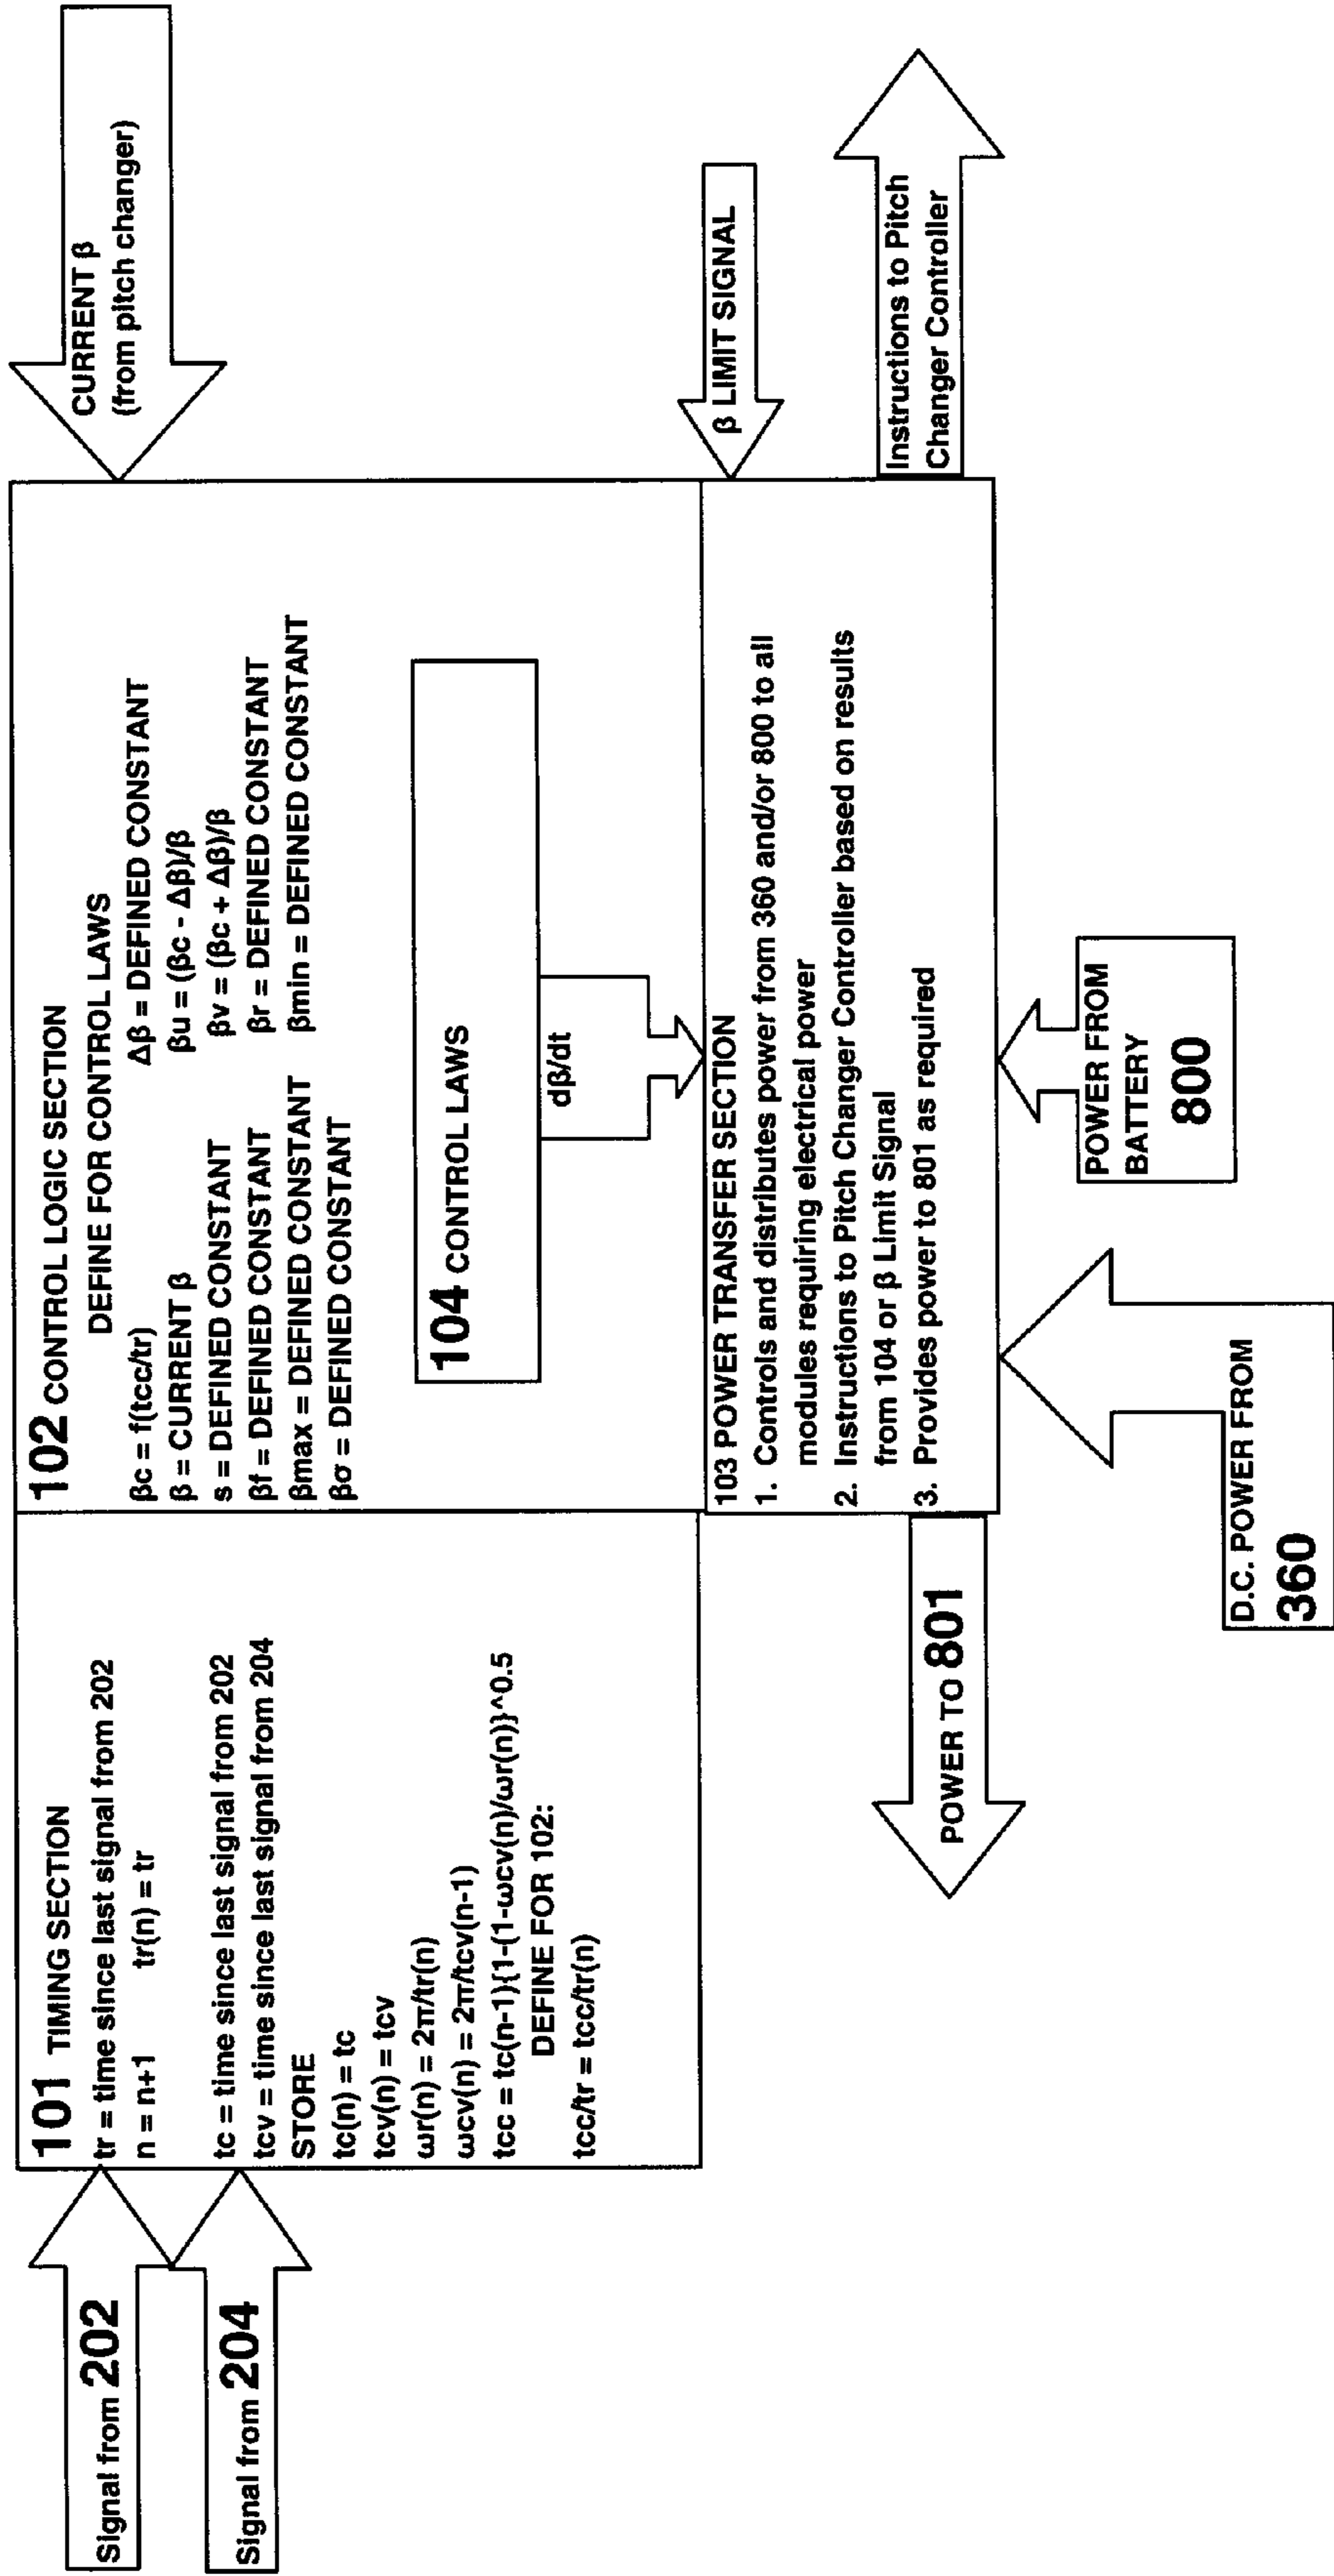 Signal from 202
Signal from 204
101 TIMING SECTION
tr = time since last signal from 202
n = n+1 tr(n) = tr
tc = time since last signal from 202
tcv = time since last signal from 204
STORE
tc(n) = tc
tcv(n) = tcv
ωr(n) = 2π/tr(n)
ωcv(n) = 2π/tcv(n-1)
tcc = tc(n-1){1-(1-ωcv(n)/ωr(n)}^0.5
DEFINE FOR 102:
tcc/tr = tcc/tr(n)
102 CONTROL LOGIC SECTION
DEFINE FOR CONTROL LAWS
βc = f(tcc/tr) Δβ = DEFINED CONSTANT
β = CURRENT β βu = (βc - Δβ)/β
s = DEFINED CONSTANT βv = (βc + Δβ)/β
βf = DEFINED CONSTANT βr = DEFINED CONSTANT
βmax = DEFINED CONSTANT βmin = DEFINED CONSTANT
βσ = DEFINED CONSTANT
104 CONTROL LAWS
dβ/dt
CURRENT β
(from pitch changer)
103 POWER TRANSFER SECTION
1. Controls and distributes power from 360 and/or 800 to all
modules requiring electrical power
2. Instructions to Pitch Changer Controller based on results
from 104 or β Limit Signal
3. Provides power to 801 as required
β LIMIT SIGNAL
Instructions to Pitch
Changer Controller
POWER TO 801
D.C. POWER FROM
360
POWER FROM
BATTERY
800